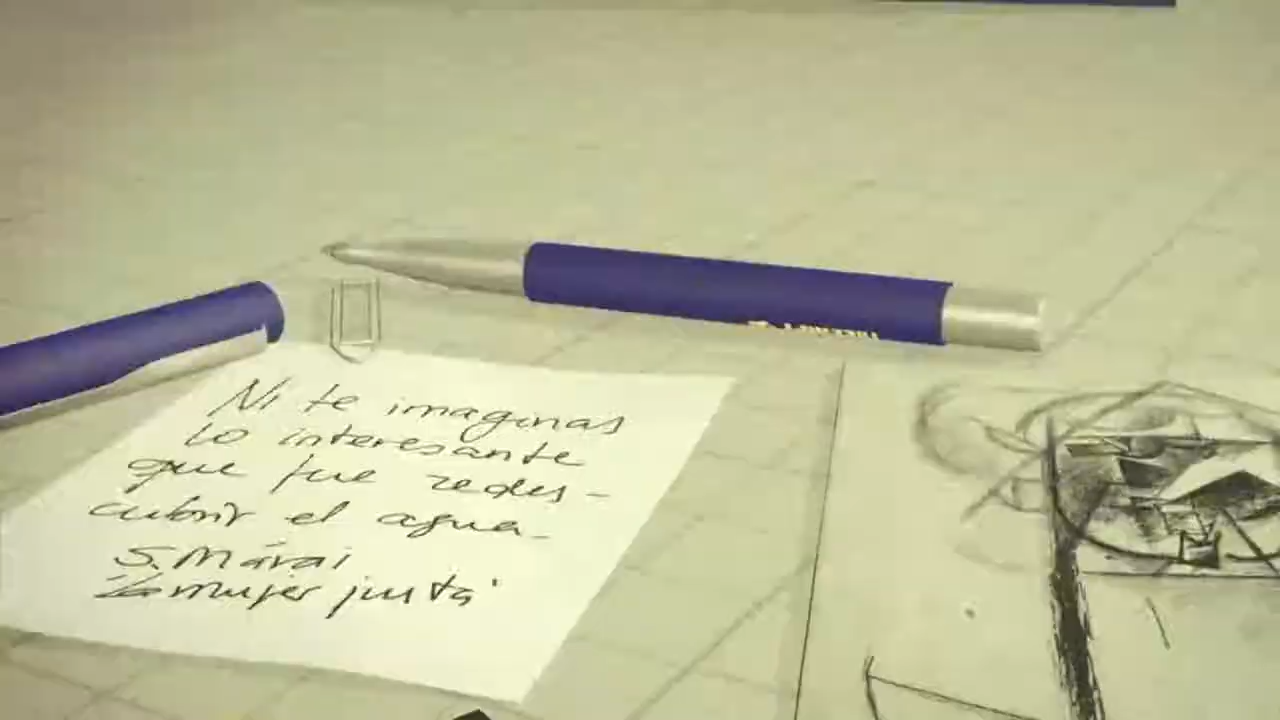 Ni te imaginas
lo interesante
que fue redes-
cubrir el agua.
S. Márai
"La mujer justa"